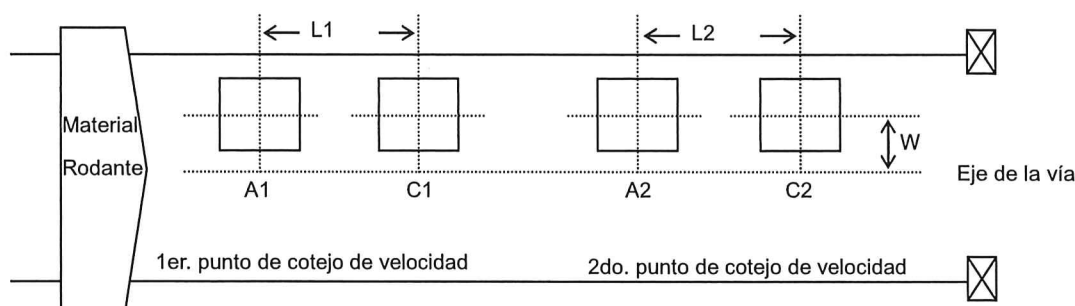 L1
L2
Material
Rodante
W
A1
C1
A2
C2
Eje de la vía
1er. punto de cotejo de velocidad
2do. punto de cotejo de velocidad